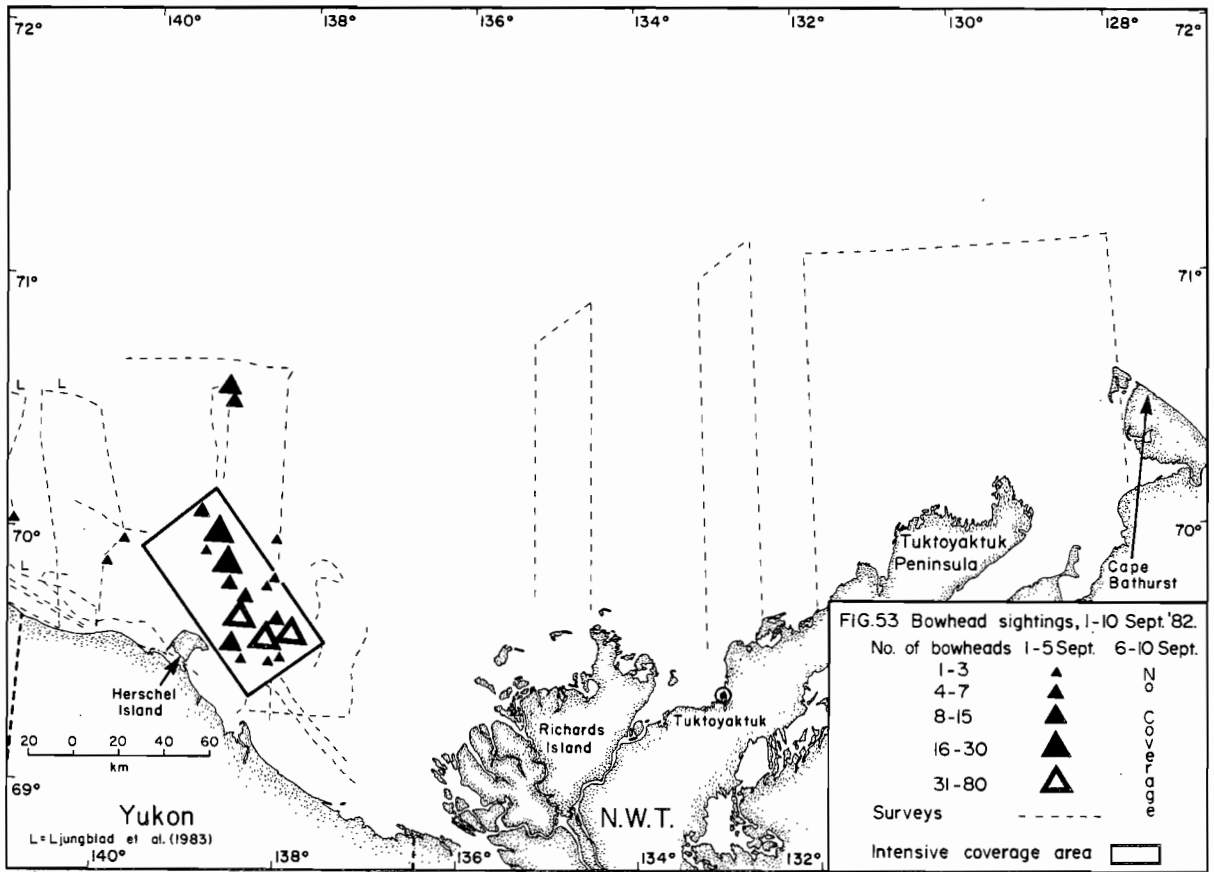 72° 140° 138° 136° 134° 132° 130° 128° 72°
71° 71°
L L
70° 70°
L
Tuktoyaktuk
Peninsula
Cape
Bathurst
Herschel
Island
20 0 20 40 60
km
Richards
Island
Tuktoyaktuk
69°
Yukon
N.W.T.
L = Ljungblad et al. (1983)
140° 138° 136° 134° 132°
FIG.53 Bowhead sightings, 1-10 Sept.'82.
No. of bowheads 1-5 Sept. 6-10 Sept.
1-3
4-7
8-15
16-30
31-80
No Coverage
Surveys
Intensive coverage area